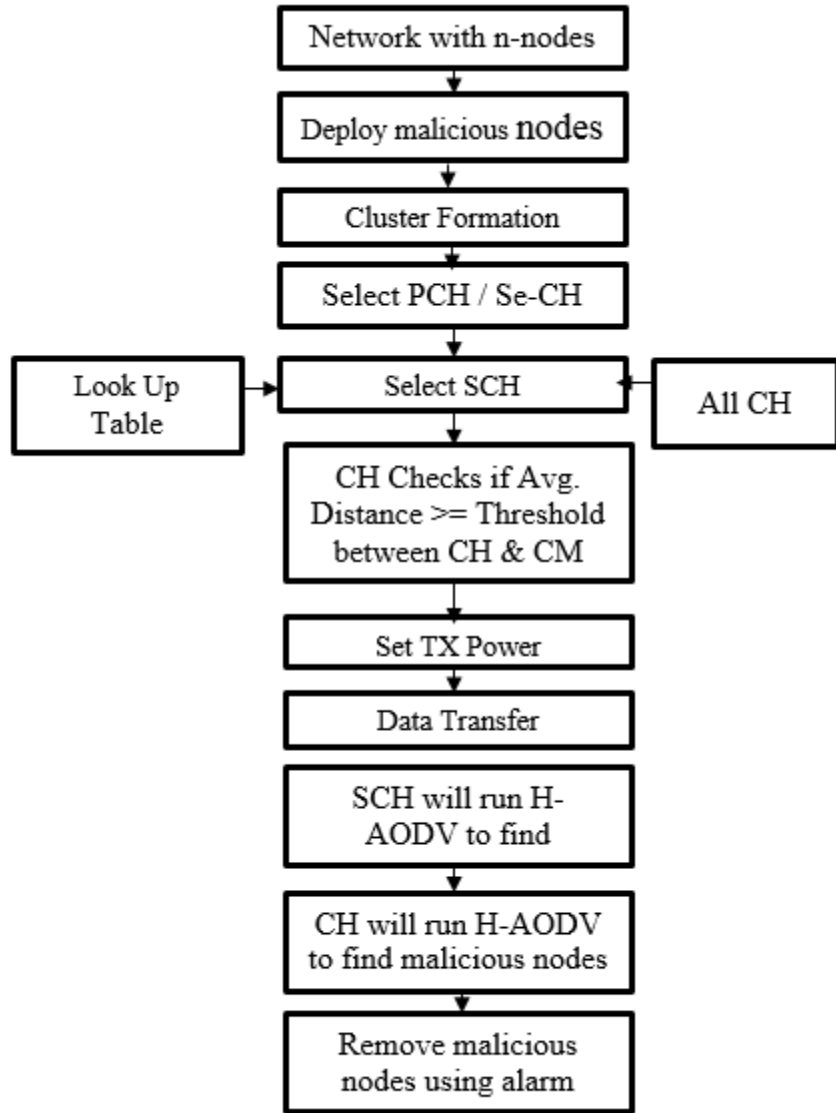 Network with n-nodes
Deploy malicious nodes
Cluster Formation
Select PCH / Se-CH
Look Up
Table
Select SCH
All CH
CH Checks if Avg.
Distance >= Threshold
between CH & CM
Set TX Power
Data Transfer
SCH will run H-
AODV to find
CH will run H-AODV
to find malicious nodes
Remove malicious
nodes using alarm